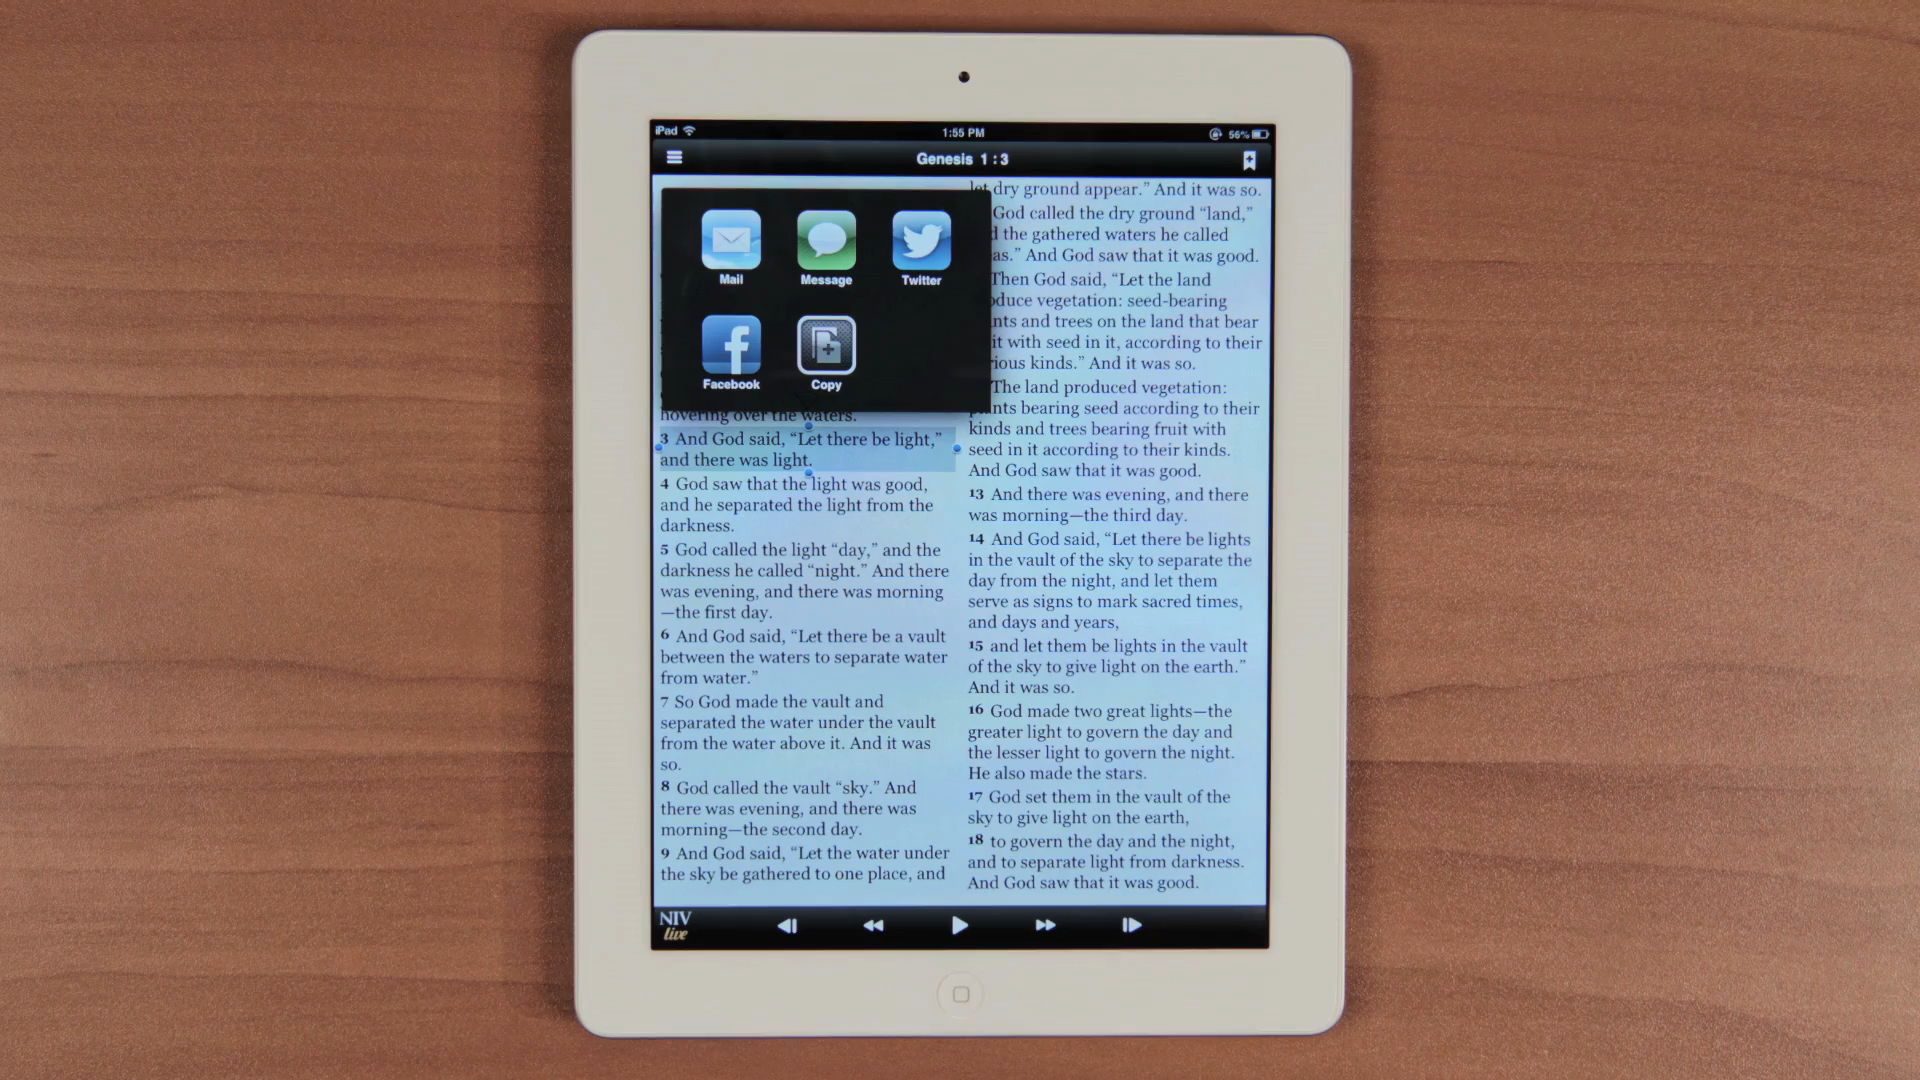 iPad
1:55 PM
56%
Genesis 1:3
Mail
Message
Twitter
Facebook
Copy
hovering over the waters.
3 And God said, “Let there be light,”
and there was light.
4 God saw that the light was good,
and he separated the light from the
darkness.
5 God called the light “day,” and the
darkness he called “night.” And there
was evening, and there was morning
—the first day.
6 And God said, “Let there be a vault
between the waters to separate water
from water.”
7 So God made the vault and
separated the water under the vault
from the water above it. And it was
so.
8 God called the vault “sky.” And
there was evening, and there was
morning—the second day.
9 And God said, “Let the water under
the sky be gathered to one place, and
let dry ground appear.” And it was so.
God called the dry ground “land,”
the gathered waters he called
And God saw that it was good.
Then God said, “Let the land
vegetation: seed-bearing
and trees on the land that bear
it with seed in it, according to their
kinds.” And it was so.
The land produced vegetation:
bearing seed according to their
kinds and trees bearing fruit with
seed in it according to their kinds.
And God saw that it was good.
13 And there was evening, and there
was morning—the third day.
14 And God said, “Let there be lights
in the vault of the sky to separate the
day from the night, and let them
serve as signs to mark sacred times,
and days and years,
15 and let them be lights in the vault
of the sky to give light on the earth.”
And it was so.
16 God made two great lights—the
greater light to govern the day and
the lesser light to govern the night.
He also made the stars.
17 God set them in the vault of the
sky to give light on the earth,
18 to govern the day and the night,
and to separate light from darkness.
And God saw that it was good.
NIV
live